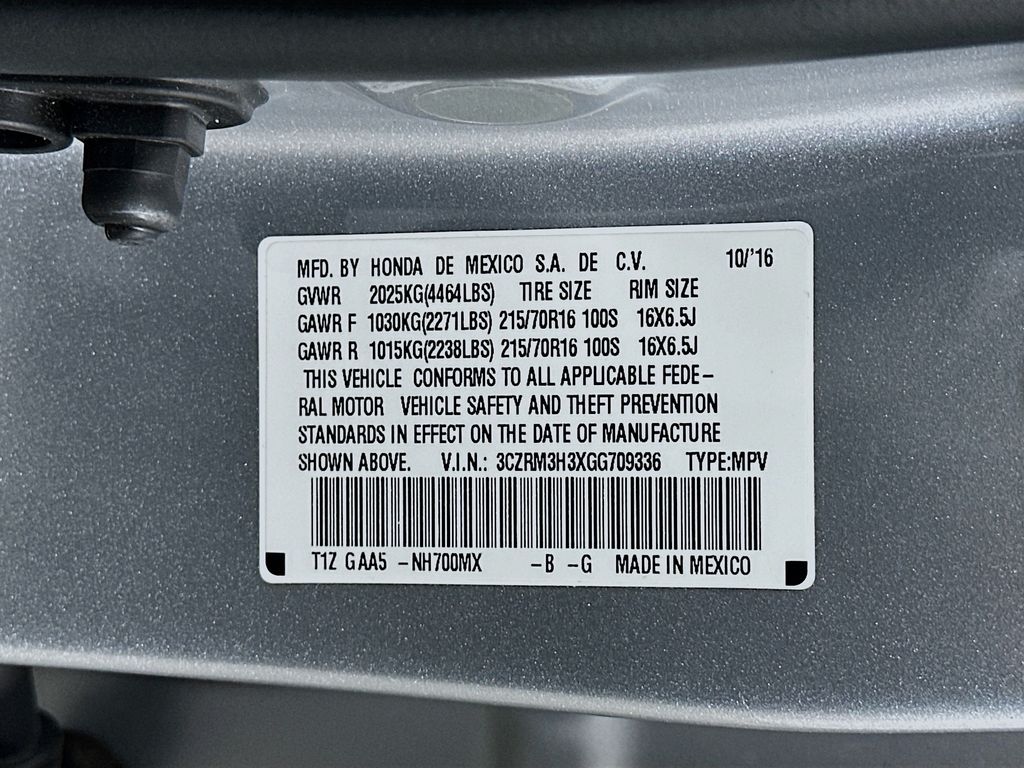 MFD. BY HONDA DE MEXICO S.A. DE C.V. 10/'16
GVWR 2025KG(4464LBS) TIRE SIZE RIM SIZE
GAWR F 1030KG(2271LBS) 215/70R16 100S 16X6.5J
GAWR R 1015KG(2238LBS) 215/70R16 100S 16X6.5J
THIS VEHICLE CONFORMS TO ALL APPLICABLE FEDE-
RAL MOTOR VEHICLE SAFETY AND THEFT PREVENTION
STANDARDS IN EFFECT ON THE DATE OF MANUFACTURE
SHOWN ABOVE. V.I.N.: 3CZRM3H3XGG709336 TYPE:MPV
T1Z GAA5 -NH700MX -B -G MADE IN MEXICO